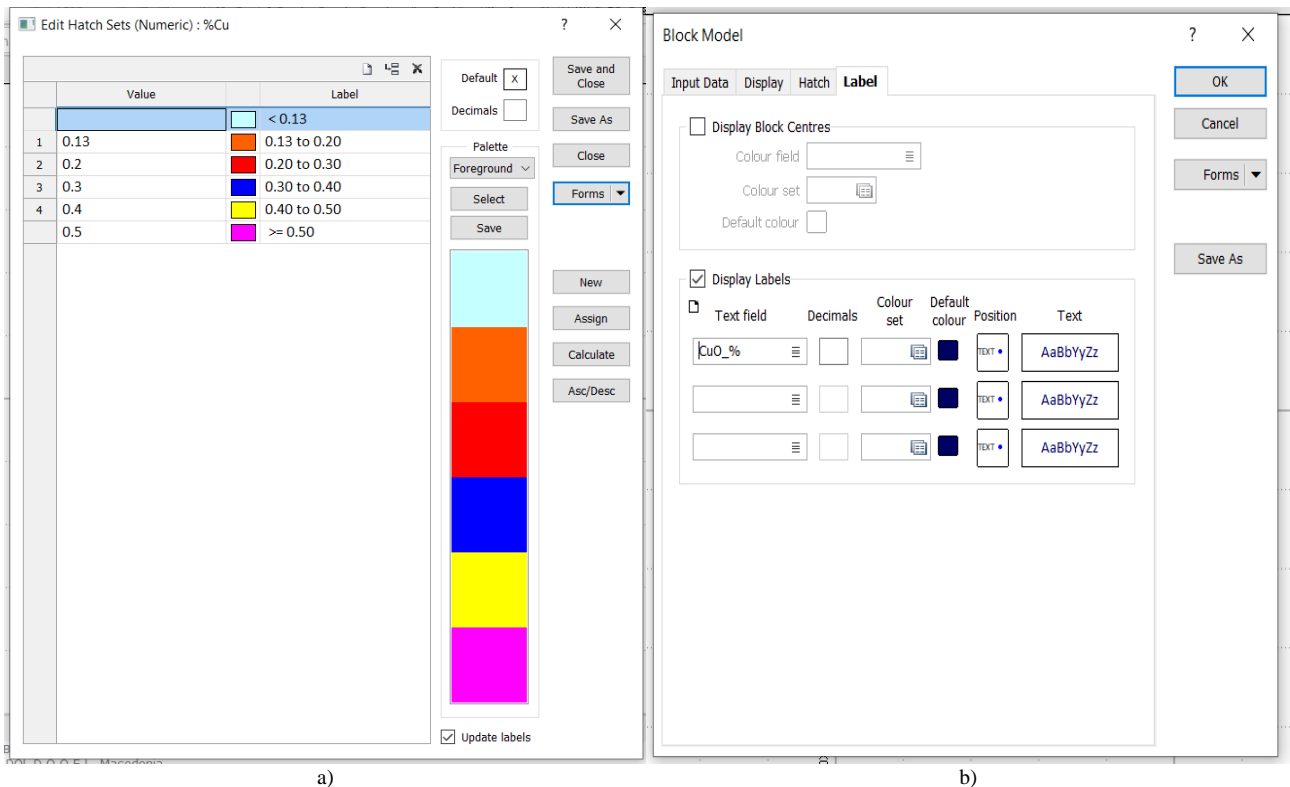 Edit Hatch Sets (Numeric) : %Cu
? X
Value Label
< 0.13
1 0.13 0.13 to 0.20
2 0.2 0.20 to 0.30
3 0.3 0.30 to 0.40
4 0.4 0.40 to 0.50
0.5 >= 0.50
Default X
Decimals
Palette
Foreground
Select
Save
Update labels
Save and
Close
Save As
Close
Forms
New
Assign
Calculate
Asc/Desc
a)
Block Model
? X
Input Data Display Hatch Label
Display Block Centres
Colour field
Colour set
Default colour
Display Labels
Text field Decimals Colour set Default colour Position Text
CuO_% TEXT AaBbYyZz
TEXT AaBbYyZz
TEXT AaBbYyZz
OK
Cancel
Forms
Save As
b)